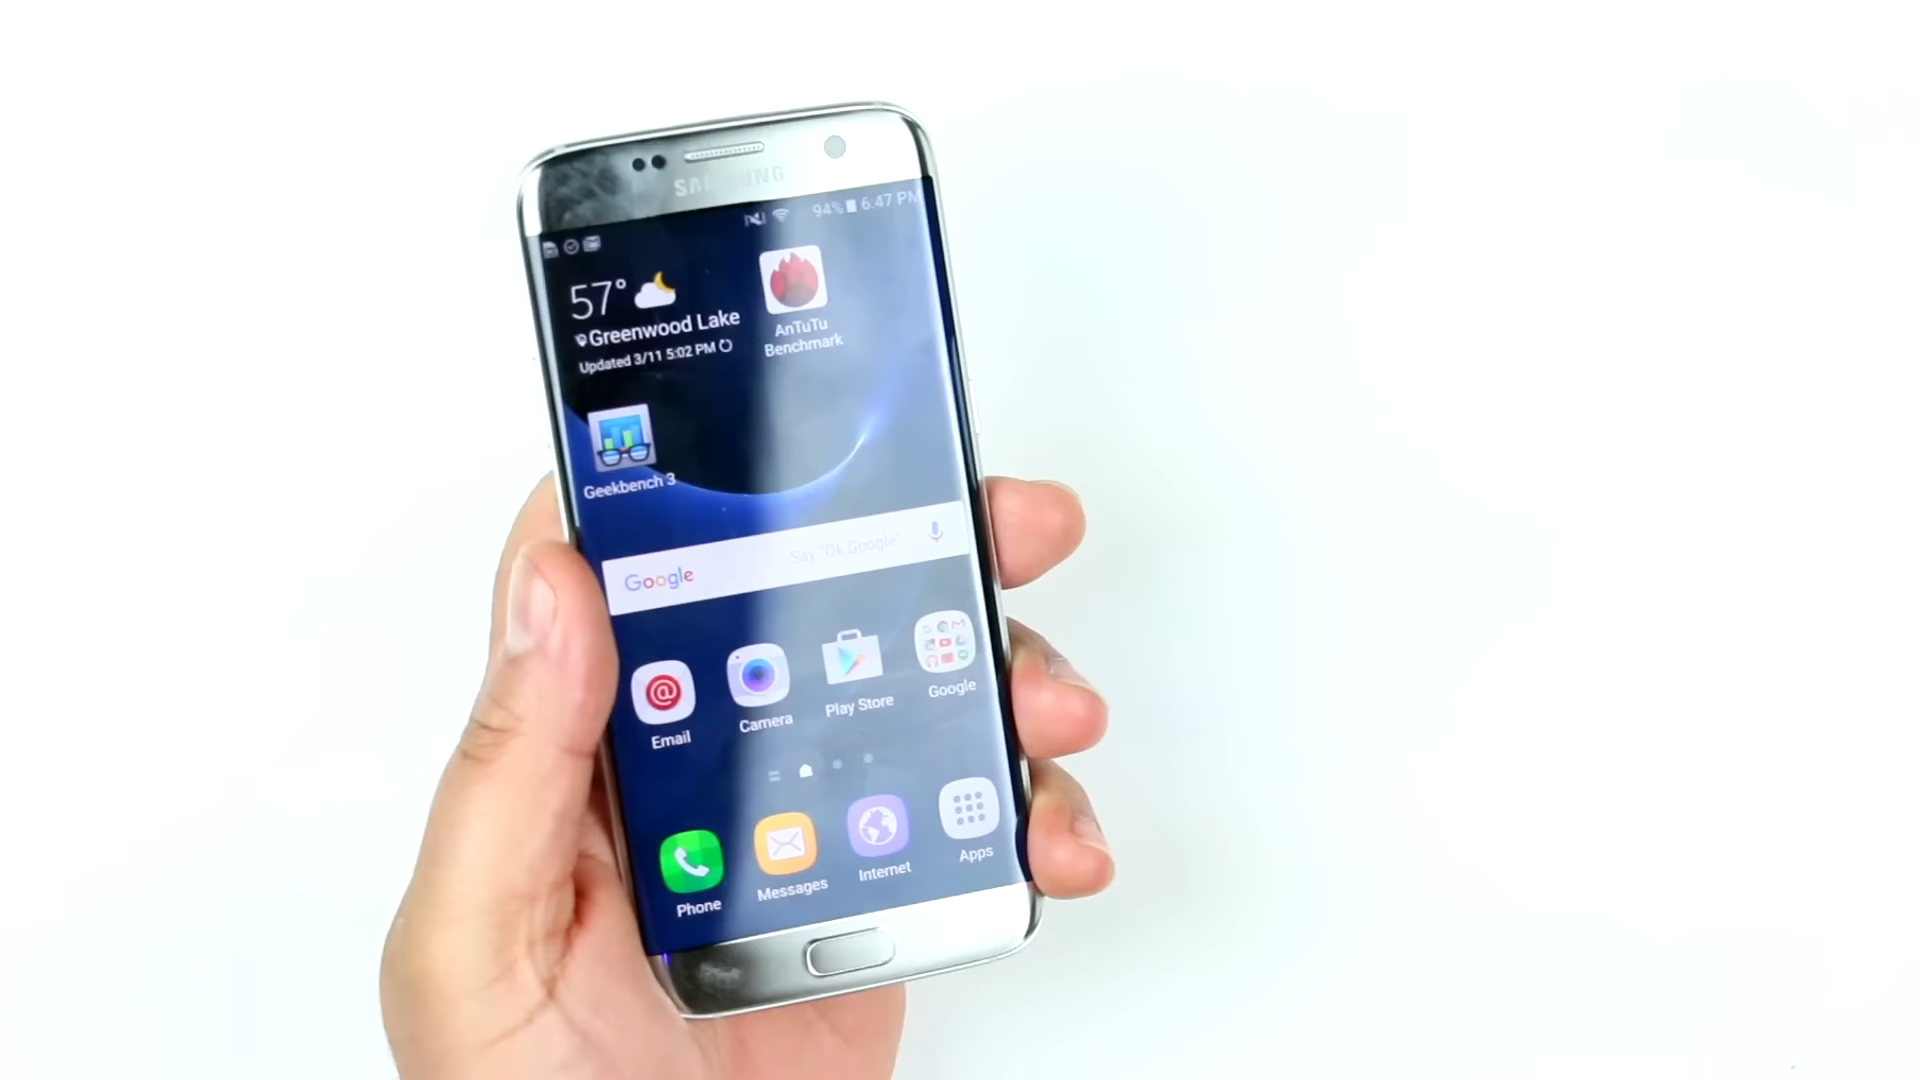 SAMSUNG
94% 6:47 PM
57°
Greenwood Lake
Updated 3/11 5:02 PM
AnTuTu
Benchmark
Geekbench 3
Google
Say "Ok Google"
Email
Camera
Play Store
Google
Phone
Messages
Internet
Apps